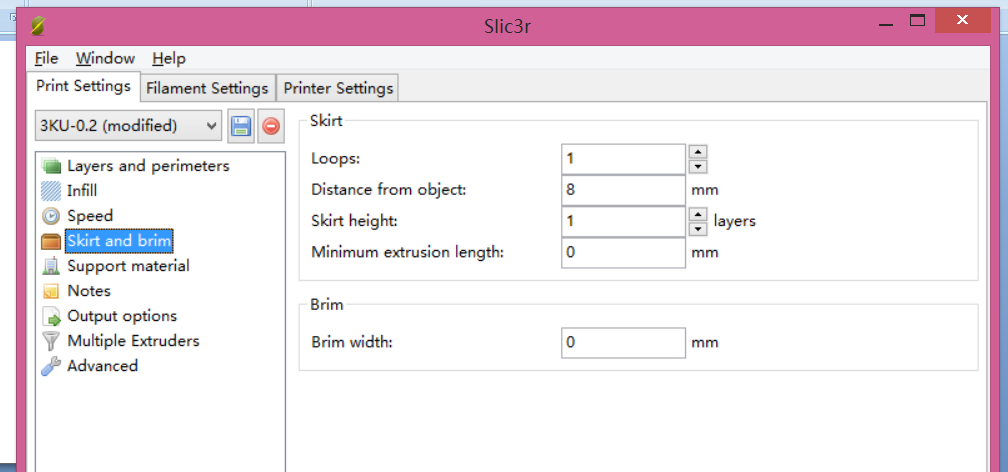 Slic3r
File Window Help
Print Settings Filament Settings Printer Settings
3KU-0.2 (modified)
Layers and perimeters
Infill
Speed
Skirt and brim
Support material
Notes
Output options
Multiple Extruders
Advanced
Skirt
Loops: 1
Distance from object: 8 mm
Skirt height: 1 layers
Minimum extrusion length: 0 mm
Brim
Brim width: 0 mm